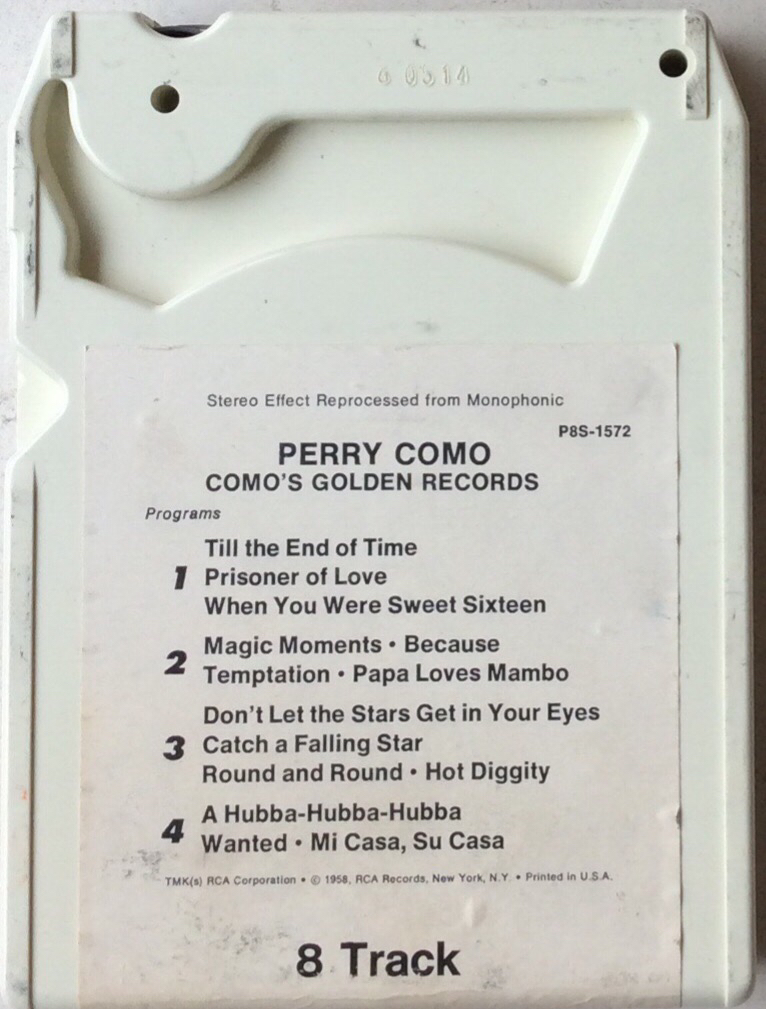 Stereo Effect Reprocessed from Monophonic
P8S-1572
PERRY COMO
COMO'S GOLDEN RECORDS
Programs
1
Till the End of Time
Prisoner of Love
When You Were Sweet Sixteen
2
Magic Moments • Because
Temptation • Papa Loves Mambo
3
Don't Let the Stars Get in Your Eyes
Catch a Falling Star
Round and Round • Hot Diggity
4
A Hubba-Hubba-Hubba
Wanted • Mi Casa, Su Casa
TMK(s) RCA Corporation • © 1958, RCA Records, New York, N.Y. • Printed in U.S.A.
8 Track